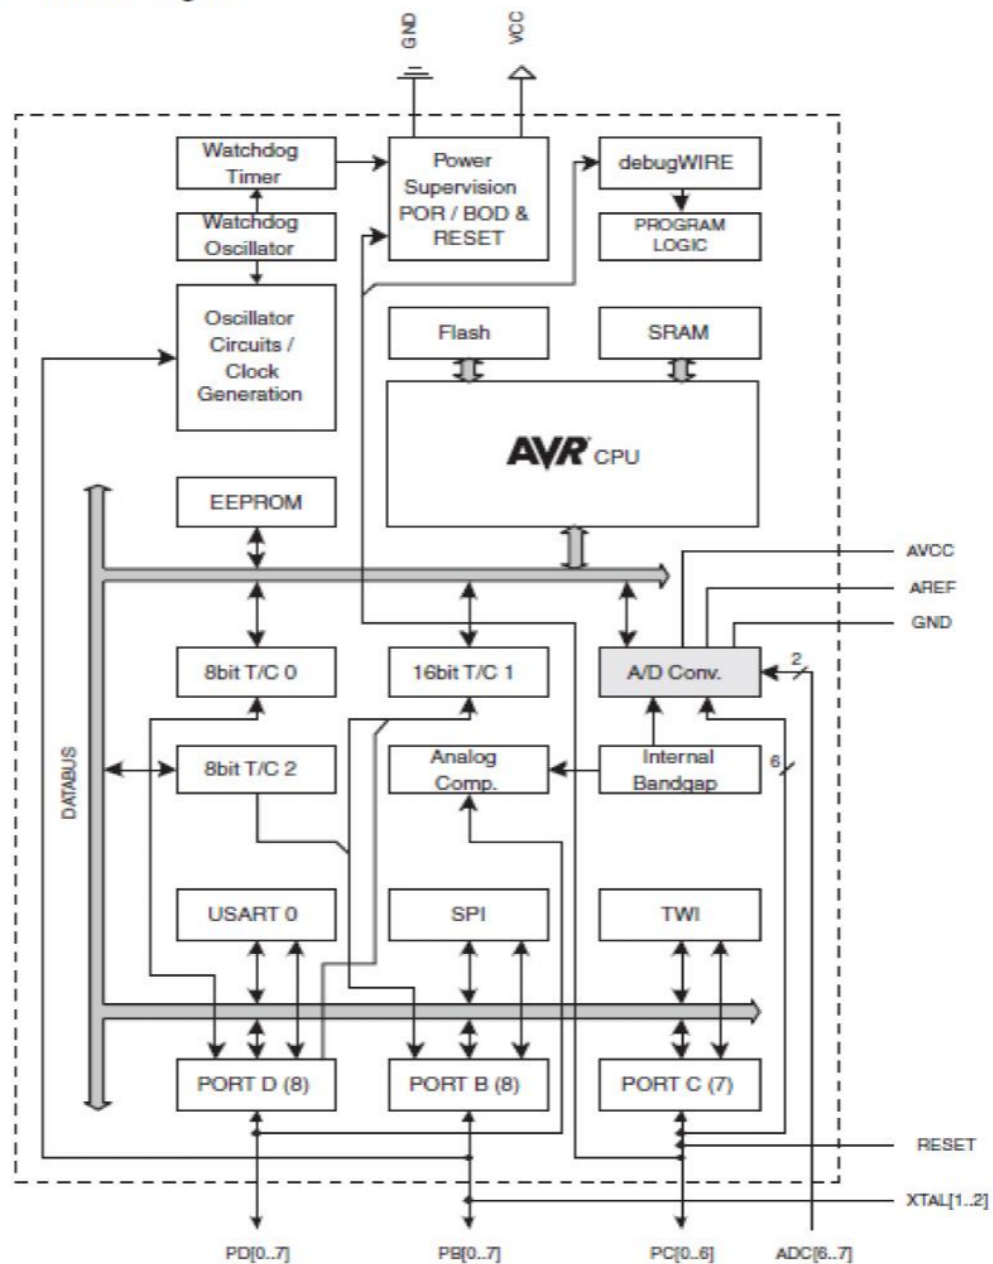 GND
VCC
Watchdog
Timer
Power
Supervision
POR / BOD &
RESET
debugWIRE
Watchdog
Oscillator
PROGRAM
LOGIC
Oscillator
Circuits /
Clock
Generation
Flash
SRAM
AVR® CPU
EEPROM
AVCC
AREF
GND
8bit T/C 0
16bit T/C 1
A/D Conv.
2
DATABUS
8bit T/C 2
Analog
Comp.
Internal
Bandgap
6
USART 0
SPI
TWI
PORT D (8)
PORT B (8)
PORT C (7)
RESET
XTAL[1..2]
PD[0..7]
PB[0..7]
PC[0..6]
ADC[6..7]